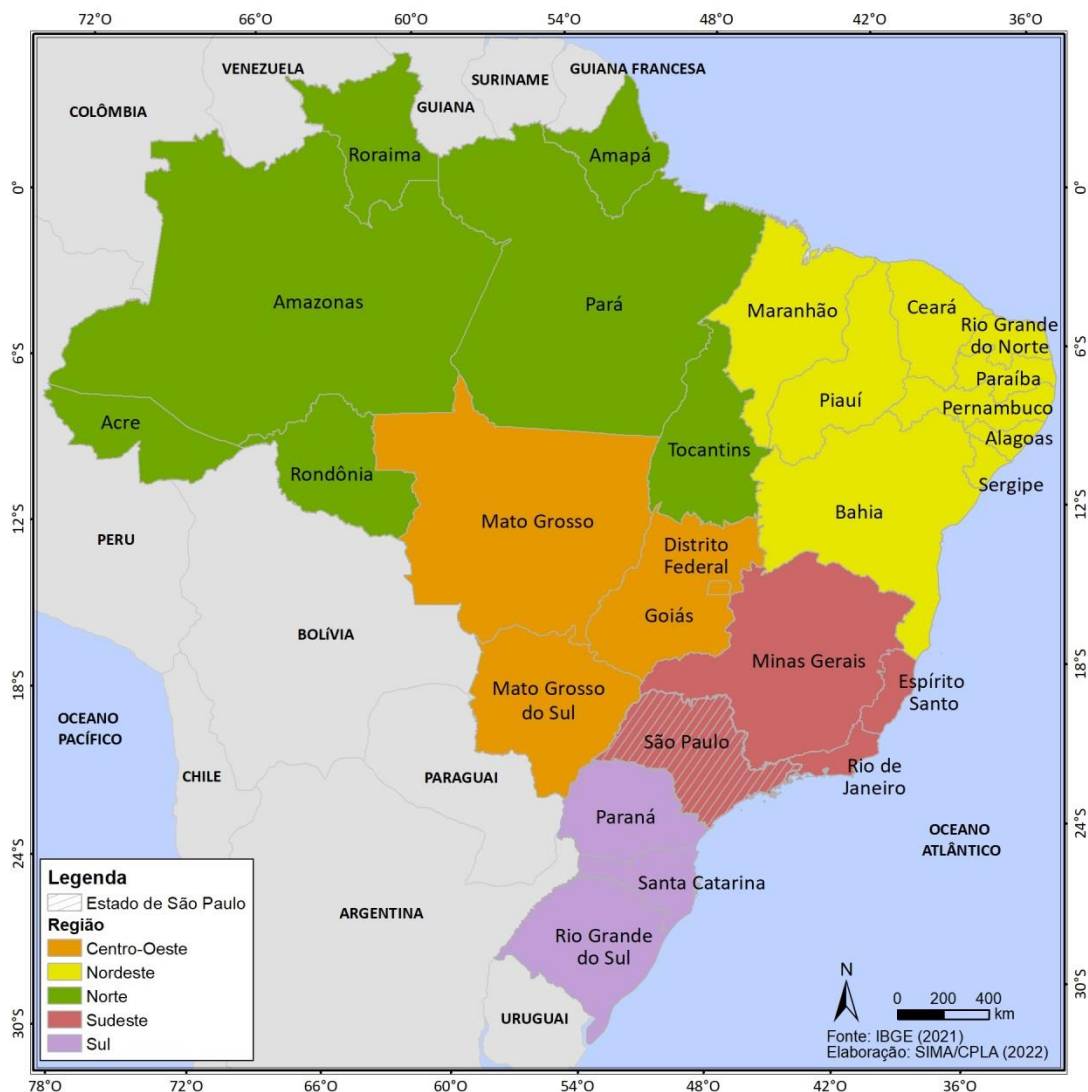 72°O
66°O
60°O
54°O
48°O
42°O
36°O
VENEZUELA
SURINAME
GUIANA FRANCESA
COLÔMBIA
GUIANA
Roraima
Amapá
0°
0°
Amazonas
Pará
Maranhão
Ceará
Rio Grande
do Norte
6°S
6°S
Paraíba
Piauí
Pernambuco
Acre
Alagoas
Tocantins
Rondônia
Sergipe
Bahia
12°S
12°S
Mato Grosso
PERU
Distrito
Federal
Goiás
BOLÍVIA
Minas Gerais
18°S
18°S
Espírito
Santo
Mato Grosso
do Sul
OCEANO
PACÍFICO
São Paulo
CHILE
PARAGUAI
Rio de
Janeiro
Paraná
24°S
24°S
OCEANO
ATLÂNTICO
Santa Catarina
ARGENTINA
Rio Grande
do Sul
30°S
30°S
URUGUAI
Legenda
Estado de São Paulo
Região
Centro-Oeste
Nordeste
Norte
Sudeste
Sul
N
0 200 400
km
Fonte: IBGE (2021)
Elaboração: SIMA/CPLA (2022)
78°O
72°O
66°O
60°O
54°O
48°O
42°O
36°O